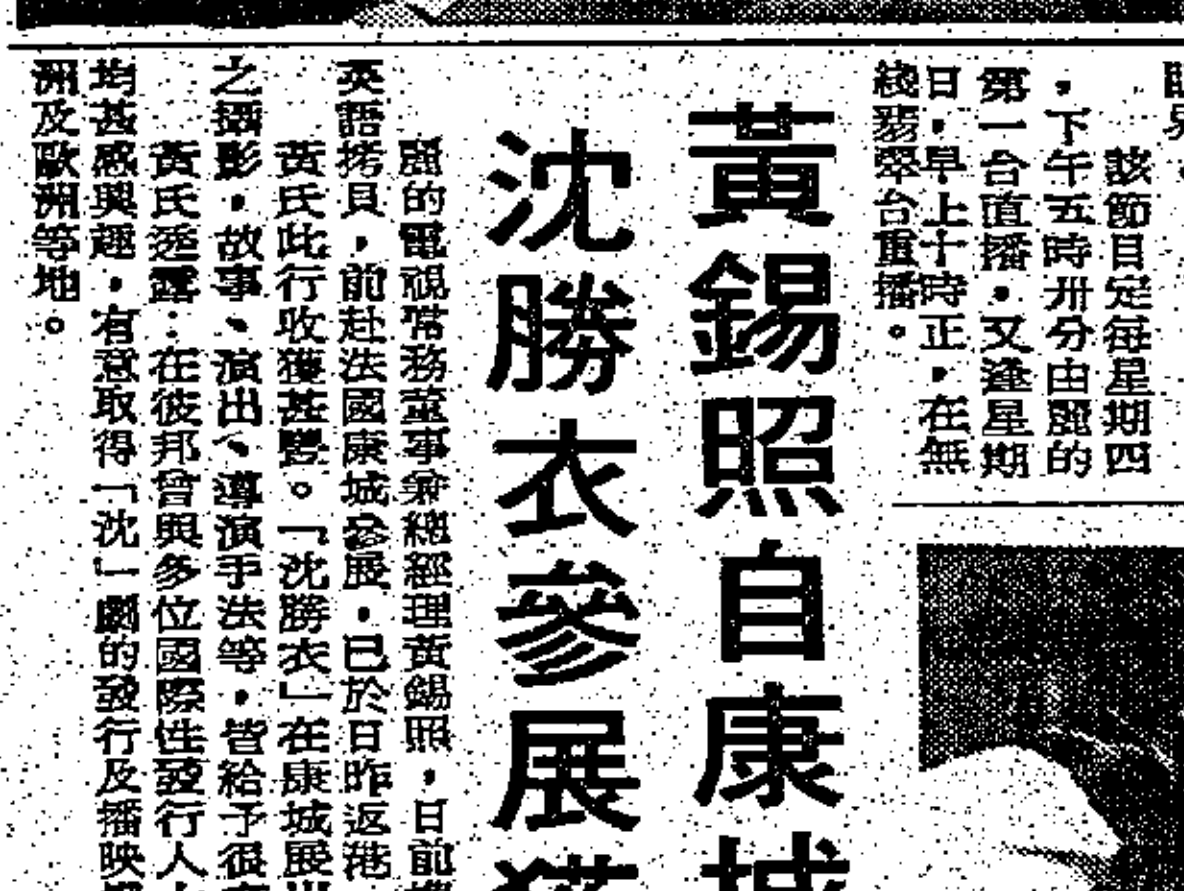 該節目定每星期四
，下午五時卅分由麗的
第一台直播，又逢星期
日，早上十時正，在無
綫翡翠台重播。
黃錫照自康城
沈勝衣參展獲
麗的電視常務董事兼總經理黃錫照，日前
英語拷貝，前赴法國康城參展，已於日昨返港
黃氏此行收獲甚豐。「沈勝衣」在康城展出
之攝影，故事、演出、導演手法等，皆給予很高
黃氏透露：在彼邦曾與多位國際性發行人士
均甚感興趣，有意取得「沈」劇的發行及播映
洲及歐洲等地。